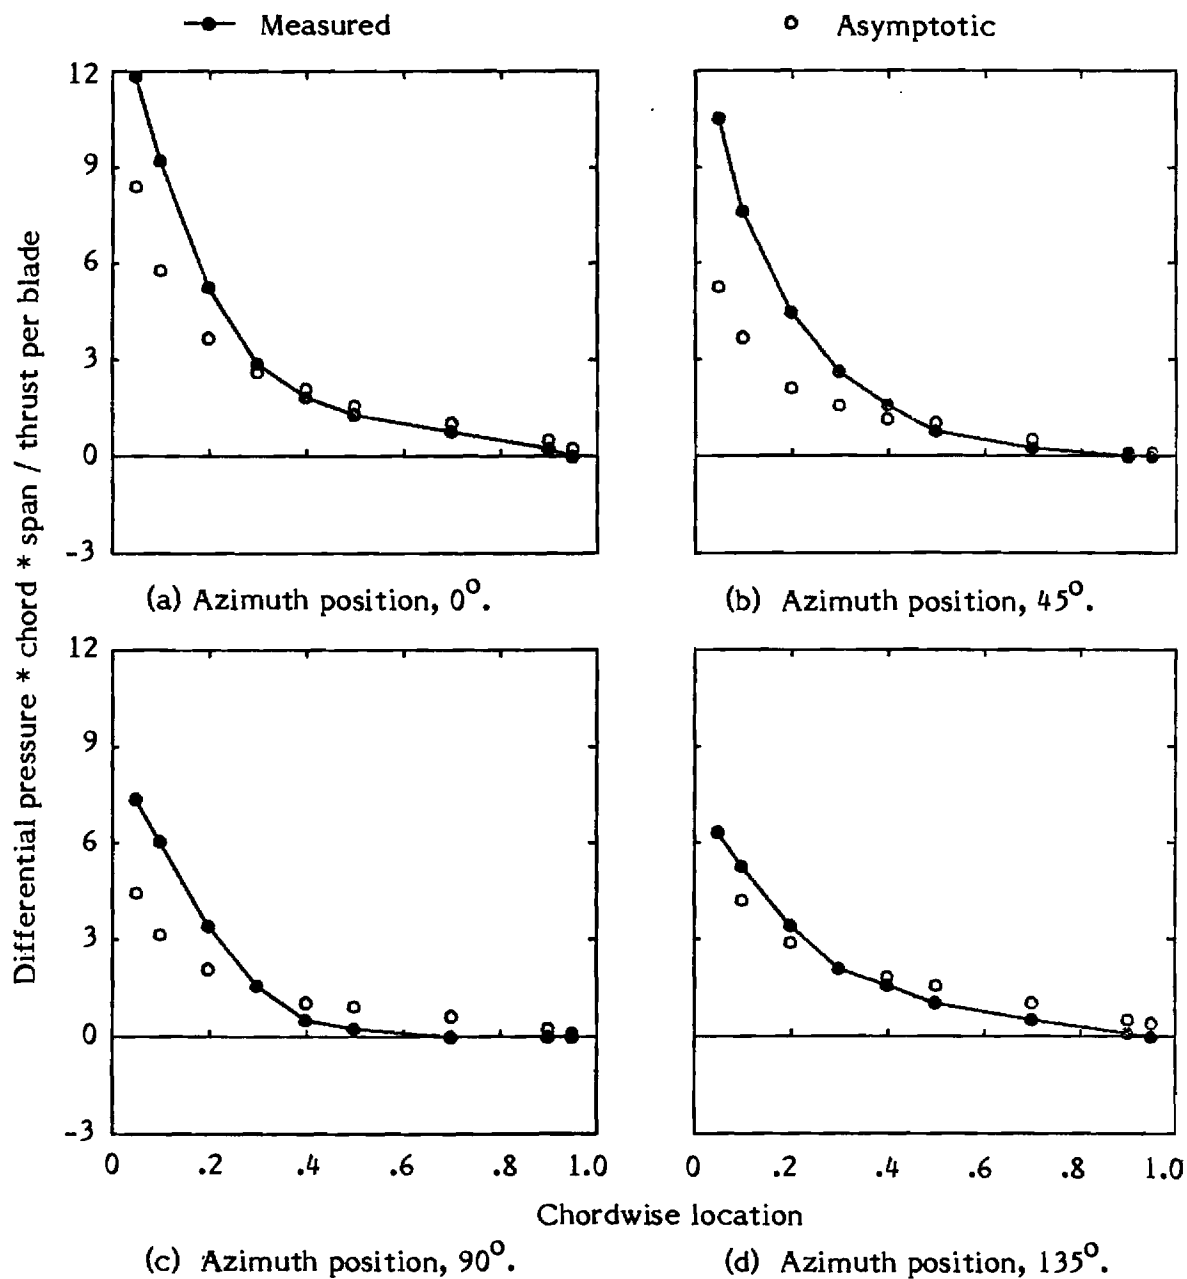 Measured
Asymptotic
Differential pressure * chord * span / thrust per blade
12
9
6
3
0
-3
(a) Azimuth position, 0°.
(b) Azimuth position, 45°.
12
9
6
3
0
-3
0 .2 .4 .6 .8 1.0
0 .2 .4 .6 .8 1.0
Chordwise location
(c) Azimuth position, 90°.
(d) Azimuth position, 135°.